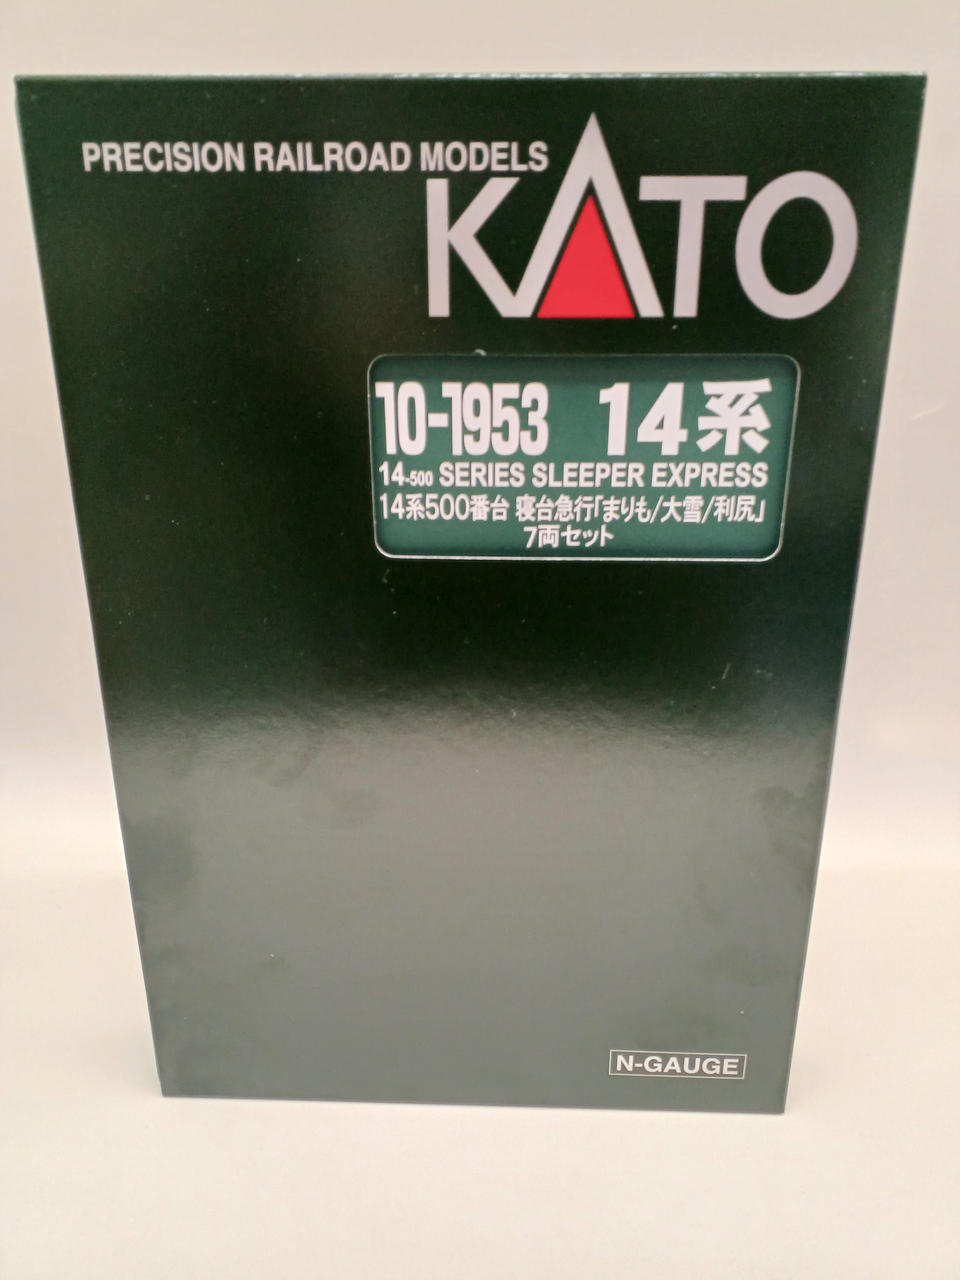 PRECISION RAILROAD MODELS
KATO
10-1953 14系
14-500 SERIES SLEEPER EXPRESS
14系500番台 寝台急行「まりも/大雪/利尻」
7両セット
N-GAUGE